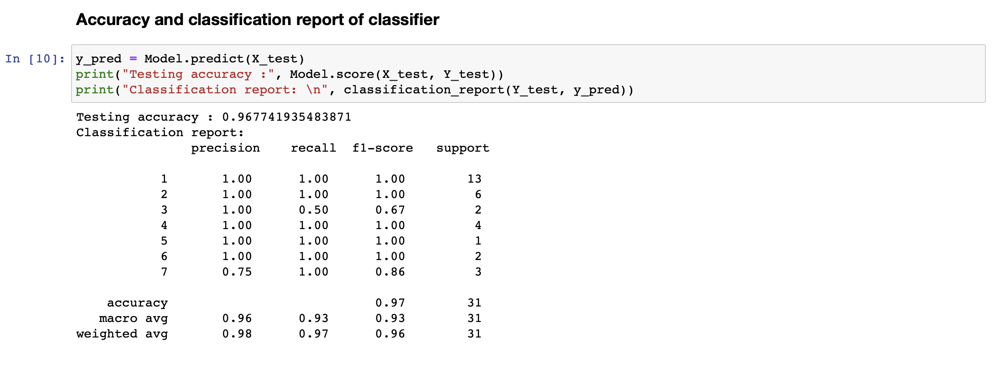 Accuracy and classification report of classifier
In [10]: y_pred = Model.predict(X_test)
print("Testing accuracy :", Model.score(X_test, Y_test))
print("Classification report: \n", classification_report(Y_test, y_pred))
Testing accuracy : 0.967741935483871
Classification report:
precision recall f1-score support
1 1.00 1.00 1.00 13
2 1.00 1.00 1.00 6
3 1.00 0.50 0.67 2
4 1.00 1.00 1.00 4
5 1.00 1.00 1.00 1
6 1.00 1.00 1.00 2
7 0.75 1.00 0.86 3
accuracy 0.97 31
macro avg 0.96 0.93 0.93 31
weighted avg 0.98 0.97 0.96 31